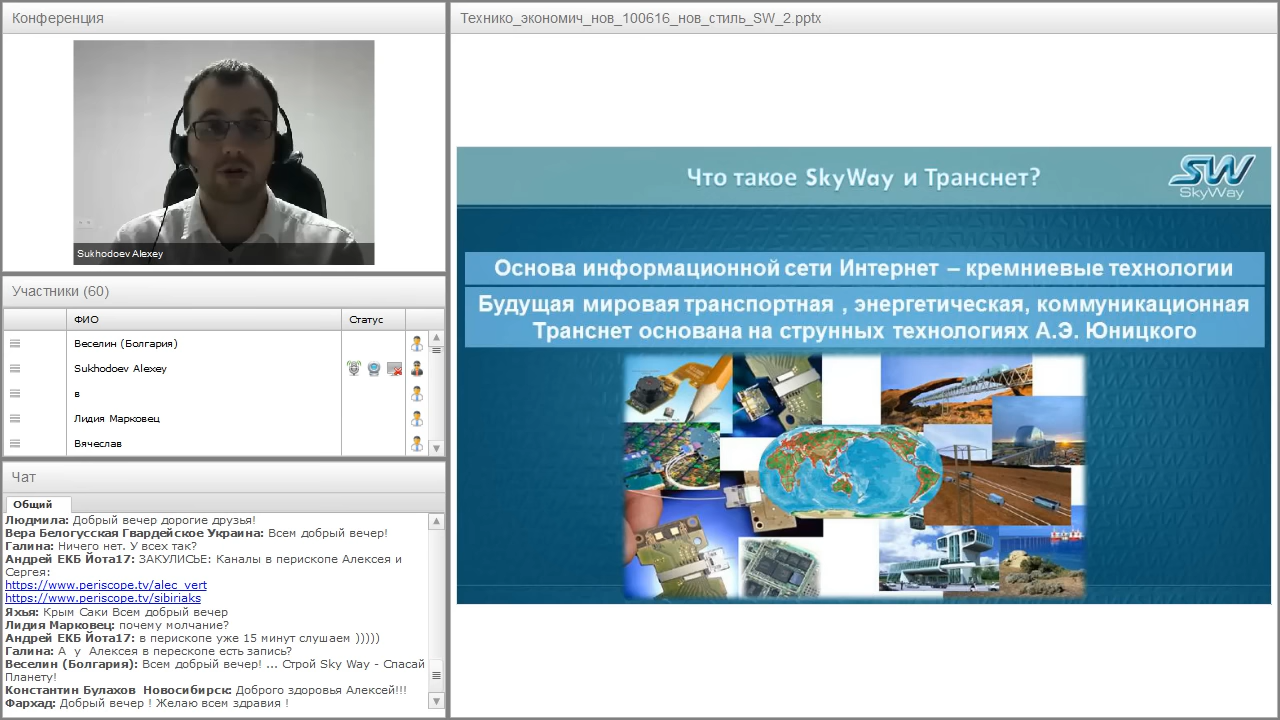 Конференция
Sukhodoev Alexey
Участники (60)
ФИО
Статус
Веселин (Болгария)
Sukhodoev Alexey
в
Лидия Марковец
Вячеслав
Чат
Общий
Людмила: Добрый вечер дорогие друзья!
Вера Белогусская Гвардейское Украина: Всем добрый вечер!
Галина: Ничего нет. У всех так?
Андрей ЕКБ Йота17: ЗАКУЛИСЬЕ: Каналы в перископе Алексея и
Сергея:
https://www.periscope.tv/alec_vert
https://www.periscope.tv/sibiriaks
Яхья: Крым Саки Всем добрый вечер
Лидия Марковец: почему молчание?
Андрей ЕКБ Йота17: в перископе уже 15 минут слушаем )))))
Галина: А у Алексея в перескопе есть запись?
Веселин (Болгария): Всем добрый вечер! ... Строй Sky Way - Спасай
Планету!
Константин Булахов Новосибирск: Доброго здоровья Алексей!!!
Фархад: Добрый вечер ! Желаю всем здравия !
Технико_экономич_нов_100616_нов_стиль_SW_2.pptx
Что такое SkyWay и Транснет?
SW
SkyWay
Основа информационной сети Интернет – кремниевые технологии
Будущая мировая транспортная , энергетическая, коммуникационная
Транснет основана на струнных технологиях А.Э. Юницкого